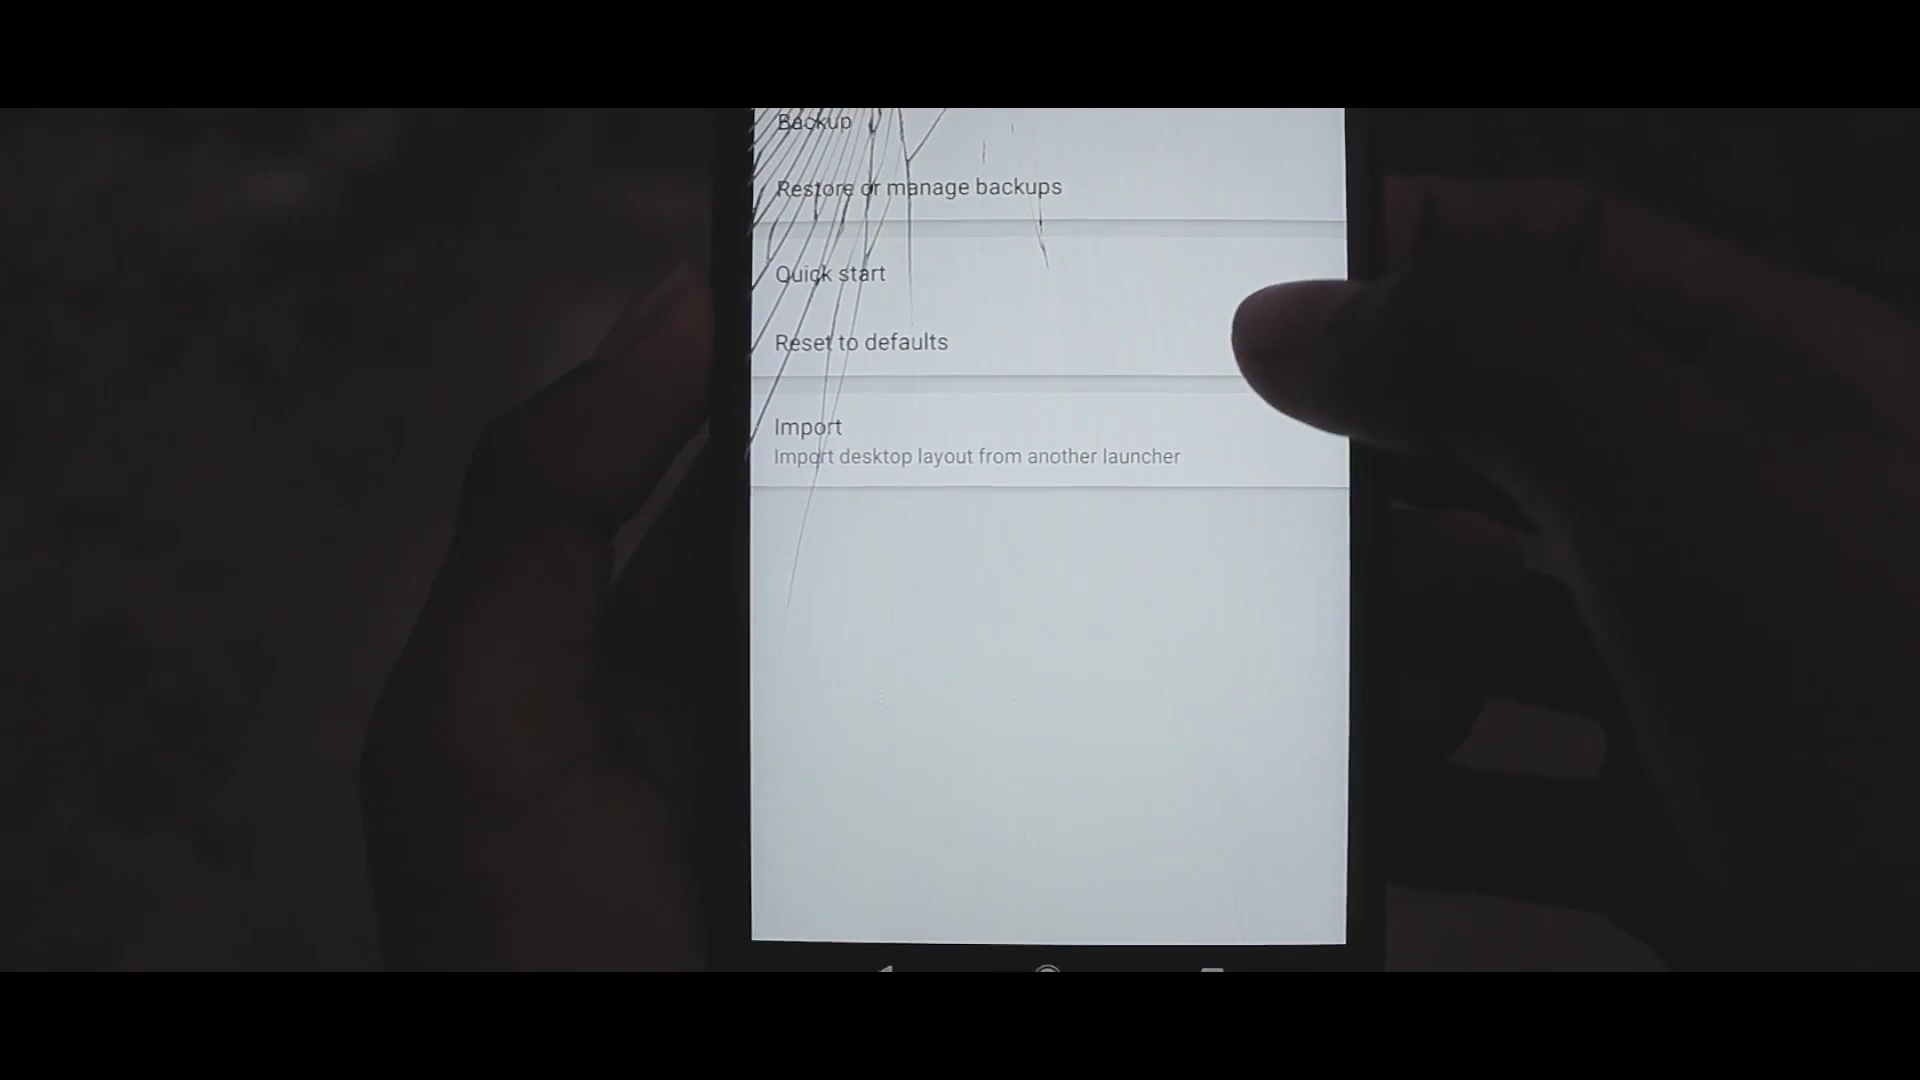 Backup
Restore or manage backups
Quick start
Reset to defaults
Import
Import desktop layout from another launcher